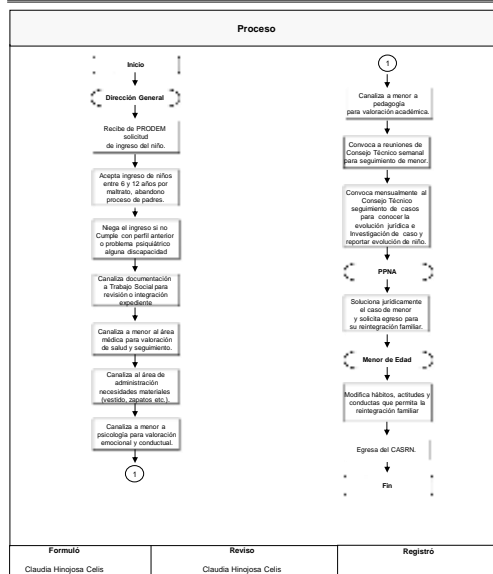 Proceso
Inicio
Dirección General
Recibe de PRODEM
solicitud
de ingreso del niño.
Acepta ingreso de niños
entre 6 y 12 años por
maltrato, abandono
proceso de padres.
Niega el ingreso si no
Cumple con perfil anterior
o problema psiquiátrico
alguna discapacidad
Canaliza documentación
a Trabajo Social para
revisión o integración
expediente
Canaliza a menor al área
médica para valoración
de salud y seguimiento.
Canaliza al área de
administración
necesidades materiales
(vestido, zapatos etc.).
Canaliza a menor a
psicología para valoración
emocional y conductual.
1
1
Canaliza a menor a
pedagogía
para valoración académica.
Convoca a reuniones de
Consejo Técnico semanal
para seguimiento de menor.
Convoca mensualmente al
Consejo Técnico
seguimiento de casos
para conocer la
evolución jurídica e
Investigación de caso y
reportar evolución de niño.
PPNA
Soluciona jurídicamente
el caso de menor
y solicita egreso para
su reintegración familiar.
Menor de Edad
Modifica hábitos, actitudes y
conductas que permita la
reintegración familiar
Egresa del CASRN.
Fin
Formuló
Reviso
Registró
Claudia Hinojosa Celis
Claudia Hinojosa Celis